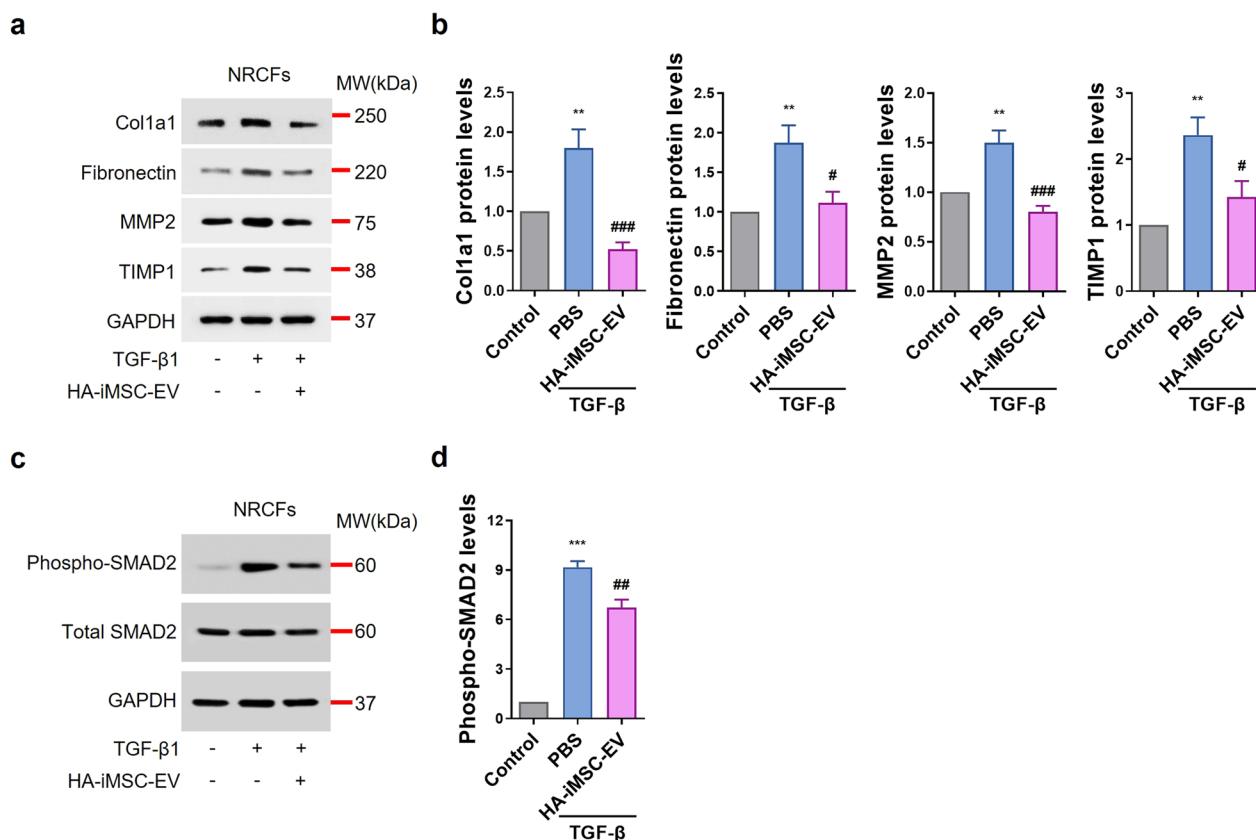 a
NRCFs
MW(kDa)
Col1a1
250
Fibronectin
220
MMP2
75
TIMP1
38
GAPDH
37
TGF-β1 - + +
HA-iMSC-EV - - +
b
Col1a1 protein levels
2.5
2.0
1.5
1.0
0.5
0.0
**
###
Control
PBS
HA-iMSC-EV
TGF-β
Fibronectin protein levels
2.5
2.0
1.5
1.0
0.5
0.0
**
#
Control
PBS
HA-iMSC-EV
TGF-β
MMP2 protein levels
2.0
1.5
1.0
0.5
0.0
**
###
Control
PBS
HA-iMSC-EV
TGF-β
TIMP1 protein levels
3
2
1
0
**
#
Control
PBS
HA-iMSC-EV
TGF-β
c
NRCFs
MW(kDa)
Phospho-SMAD2
60
Total SMAD2
60
GAPDH
37
TGF-β1 - + +
HA-iMSC-EV - - +
d
Phospho-SMAD2 levels
12
9
6
3
0
***
##
Control
PBS
HA-iMSC-EV
TGF-β